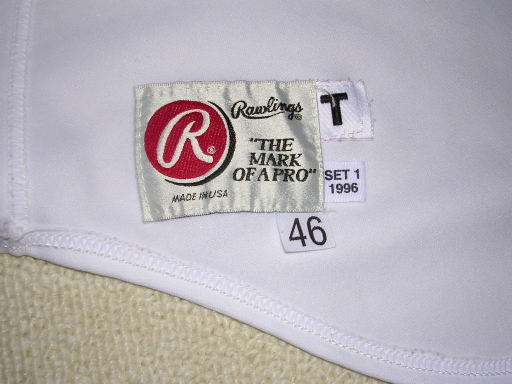 R®
Rawlings®
"THE
MARK
OF A PRO"
MADE IN USA
T
SET 1
1996
46